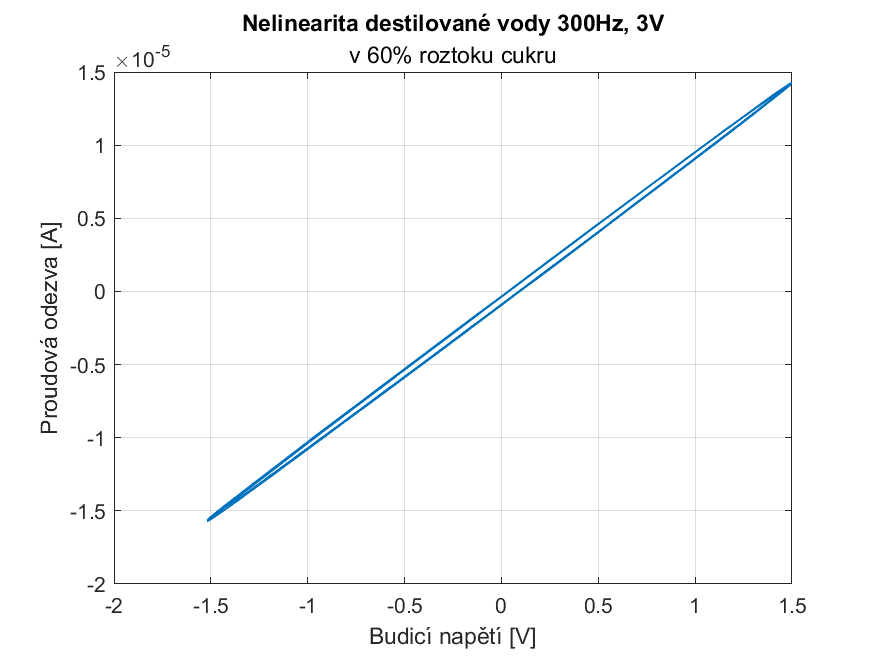 Nelinearita destilované vody 300Hz, 3V
v 60% roztoku cukru
×10-5
1.5
1
0.5
0
-0.5
-1
-1.5
-2
Proudová odezva [A]
-2 -1.5 -1 -0.5 0 0.5 1 1.5
Budicí napětí [V]